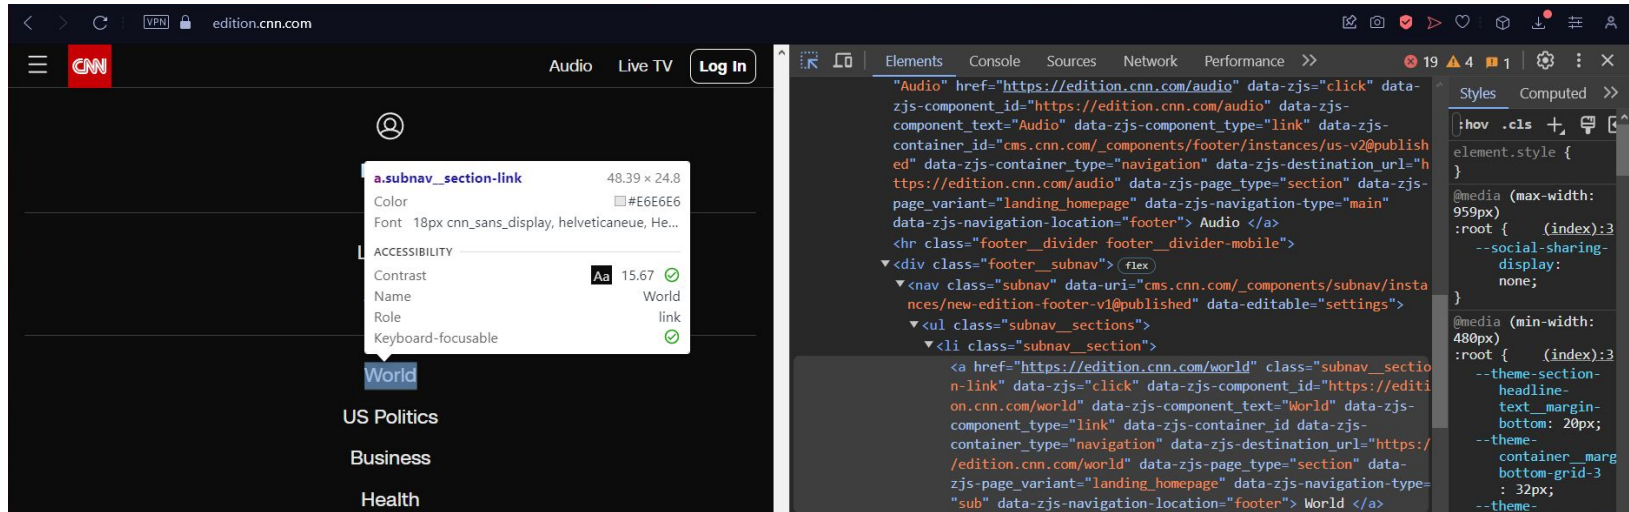 VPN edition.cnn.com
CNN
Audio Live TV Log In
a.subnav__section-link 48.39 × 24.8
Color #E6E6E6
Font 18px cnn_sans_display, helveticaneue, He...
ACCESSIBILITY
Contrast Aa 15.67
Name World
Role link
Keyboard-focusable
World
US Politics
Business
Health
Elements Console Sources Network Performance 19 4 1
"Audio" href="https://edition.cnn.com/audio" data-zjs="click" data-
zjs-component_id="https://edition.cnn.com/audio" data-zjs-
component_text="Audio" data-zjs-component_type="link" data-zjs-
container_id="cms.cnn.com/_components/footer/instances/us-v2@publish
ed" data-zjs-container_type="navigation" data-zjs-destination_url="h
ttps://edition.cnn.com/audio" data-zjs-page_type="section" data-zjs-
page_variant="landing_homepage" data-zjs-navigation-type="main"
data-zjs-navigation-location="footer"> Audio </a>
<hr class="footer__divider footer__divider-mobile">
▼<div class="footer__subnav"> flex
▼<nav class="subnav" data-uri="cms.cnn.com/_components/subnav/insta
nces/new-edition-footer-v1@published" data-editable="settings">
▼<ul class="subnav__sections">
▼<li class="subnav__section">
<a href="https://edition.cnn.com/world" class="subnav__sectio
n-link" data-zjs="click" data-zjs-component_id="https://editi
on.cnn.com/world" data-zjs-component_text="World" data-zjs-
component_type="link" data-zjs-container_id data-zjs-
container_type="navigation" data-zjs-destination_url="https:/
/edition.cnn.com/world" data-zjs-page_type="section" data-
zjs-page_variant="landing_homepage" data-zjs-navigation-type=
"sub" data-zjs-navigation-location="footer"> World </a>
Styles Computed
:hov .cls
element.style {
}
@media (max-width:
959px)
:root { (index):3
--social-sharing-
display:
none;
}
@media (min-width:
480px)
:root { (index):3
--theme-section-
headline-
text__margin-
bottom: 20px;
--theme-
container__marg
bottom-grid-3
: 32px;
--theme-